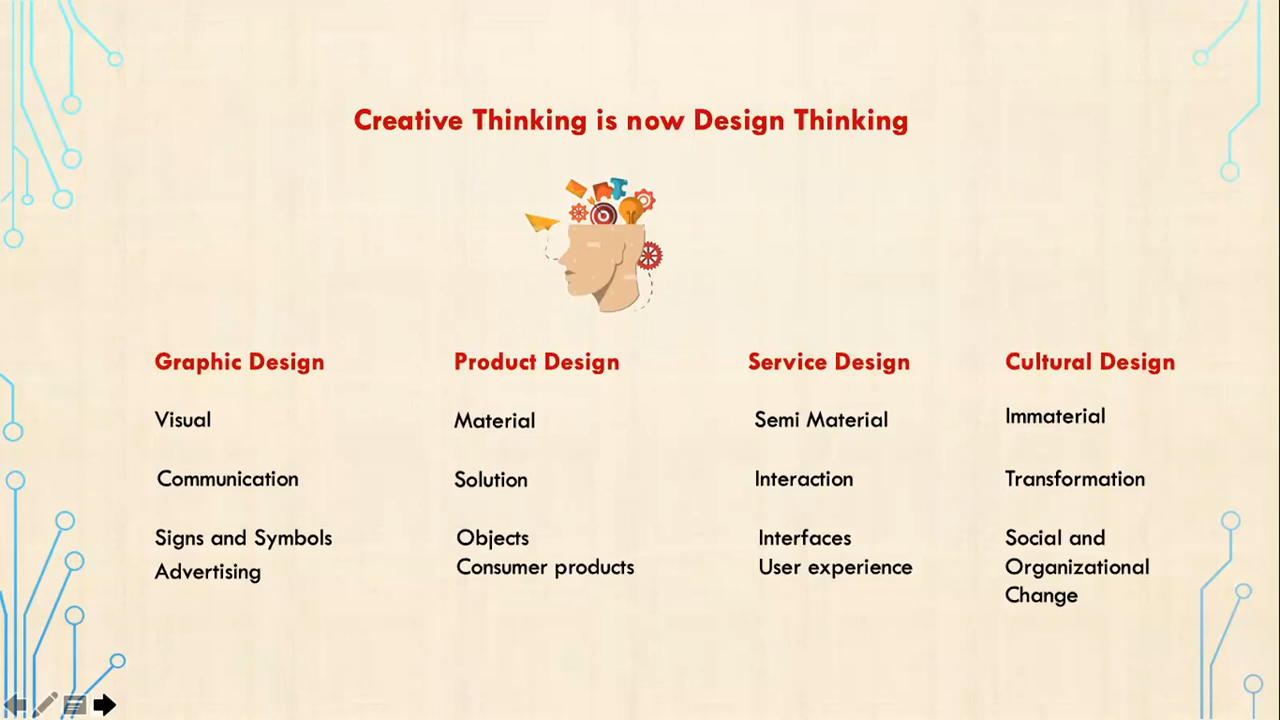 Creative Thinking is now Design Thinking
Graphic Design
Product Design
Service Design
Cultural Design
Visual
Material
Semi Material
Immaterial
Communication
Solution
Interaction
Transformation
Signs and Symbols
Advertising
Objects
Consumer products
Interfaces
User experience
Social and
Organizational
Change